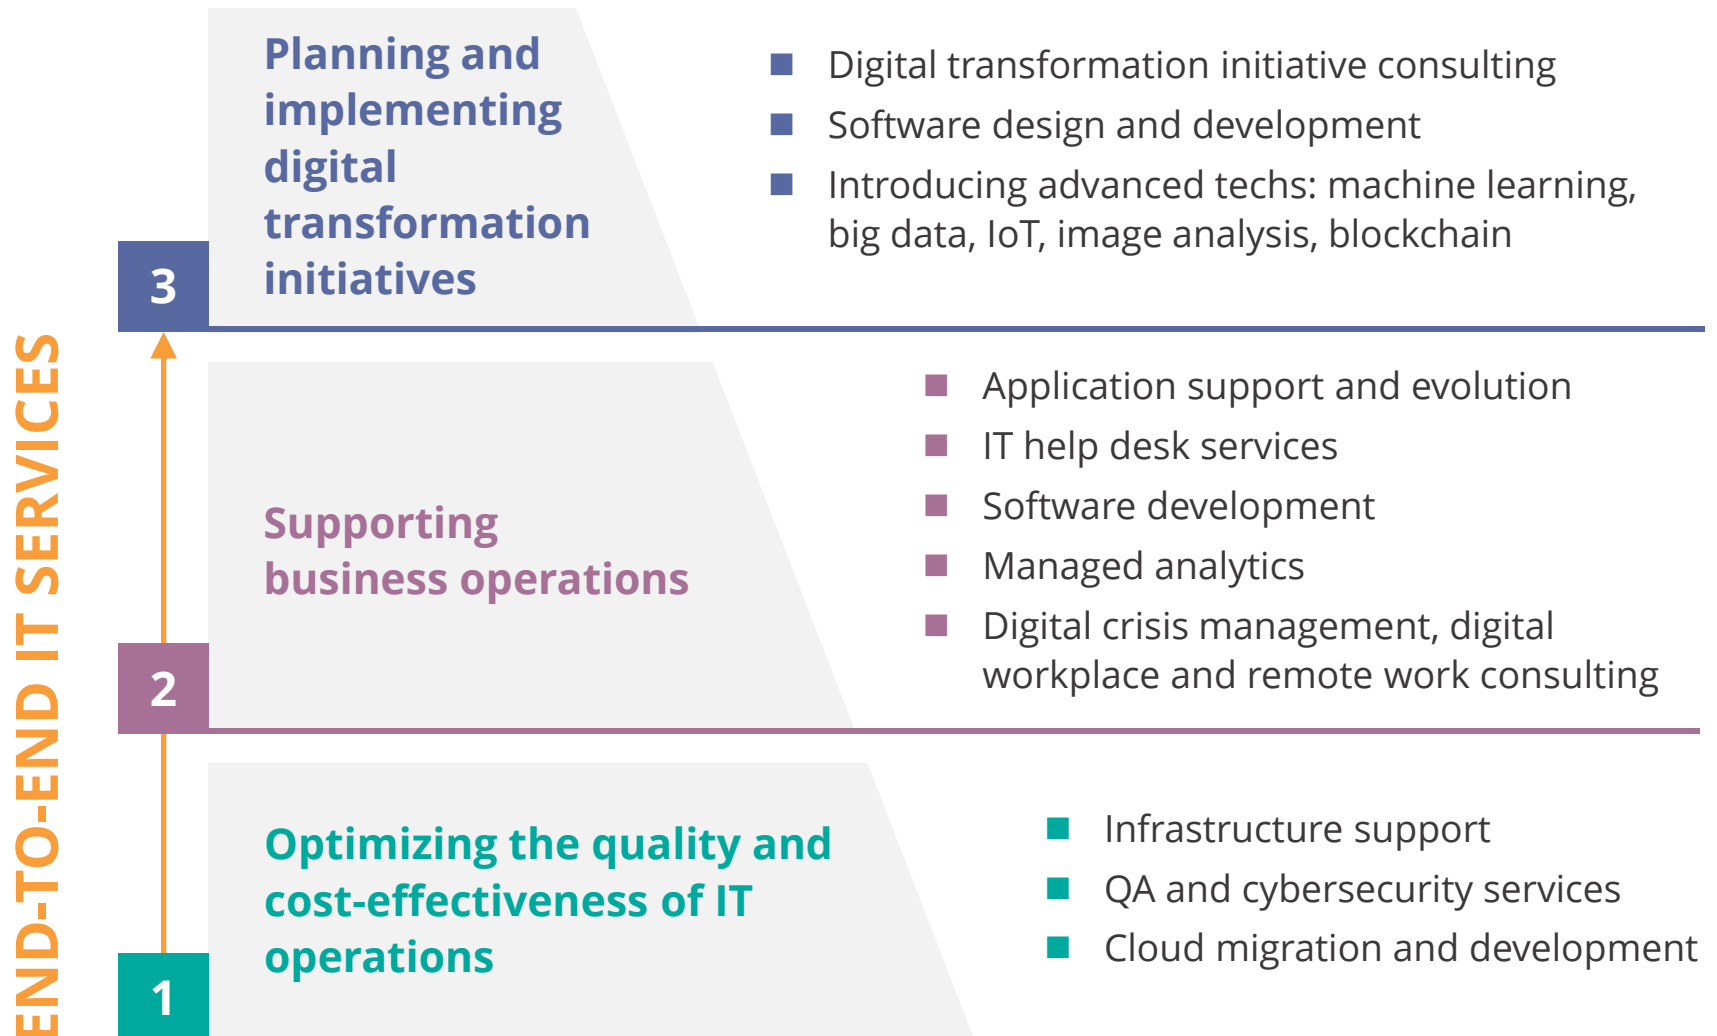 END-TO-END IT SERVICES
3
Planning and
implementing
digital
transformation
initiatives
Digital transformation initiative consulting
Software design and development
Introducing advanced techs: machine learning,
big data, IoT, image analysis, blockchain
2
Supporting
business operations
Application support and evolution
IT help desk services
Software development
Managed analytics
Digital crisis management, digital
workplace and remote work consulting
1
Optimizing the quality and
cost-effectiveness of IT
operations
Infrastructure support
QA and cybersecurity services
Cloud migration and development